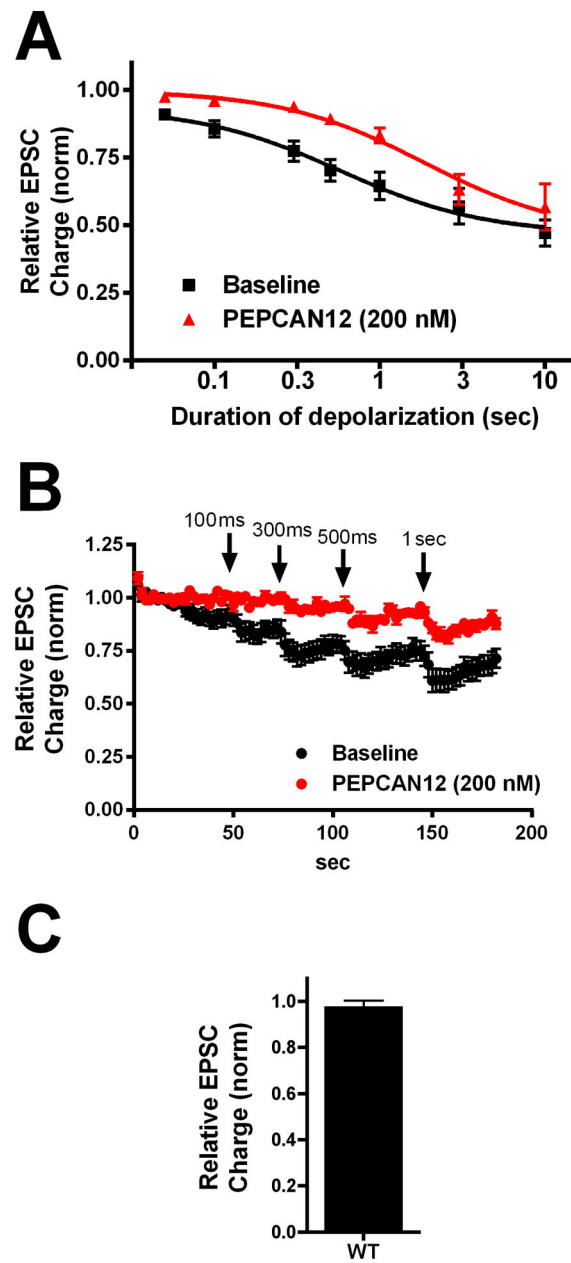 A
Relative EPSC
Charge (norm)
1.00
0.75
0.50
0.25
0.00
Baseline
PEPCAN12 (200 nM)
0.1 0.3 1 3 10
Duration of depolarization (sec)
B
100ms 300ms 500ms 1 sec
Relative EPSC
Charge (norm)
1.25
1.00
0.75
0.50
0.25
0.00
Baseline
PEPCAN12 (200 nM)
0 50 100 150 200
sec
C
Relative EPSC
Charge (norm)
1.0
0.8
0.6
0.4
0.2
0.0
WT